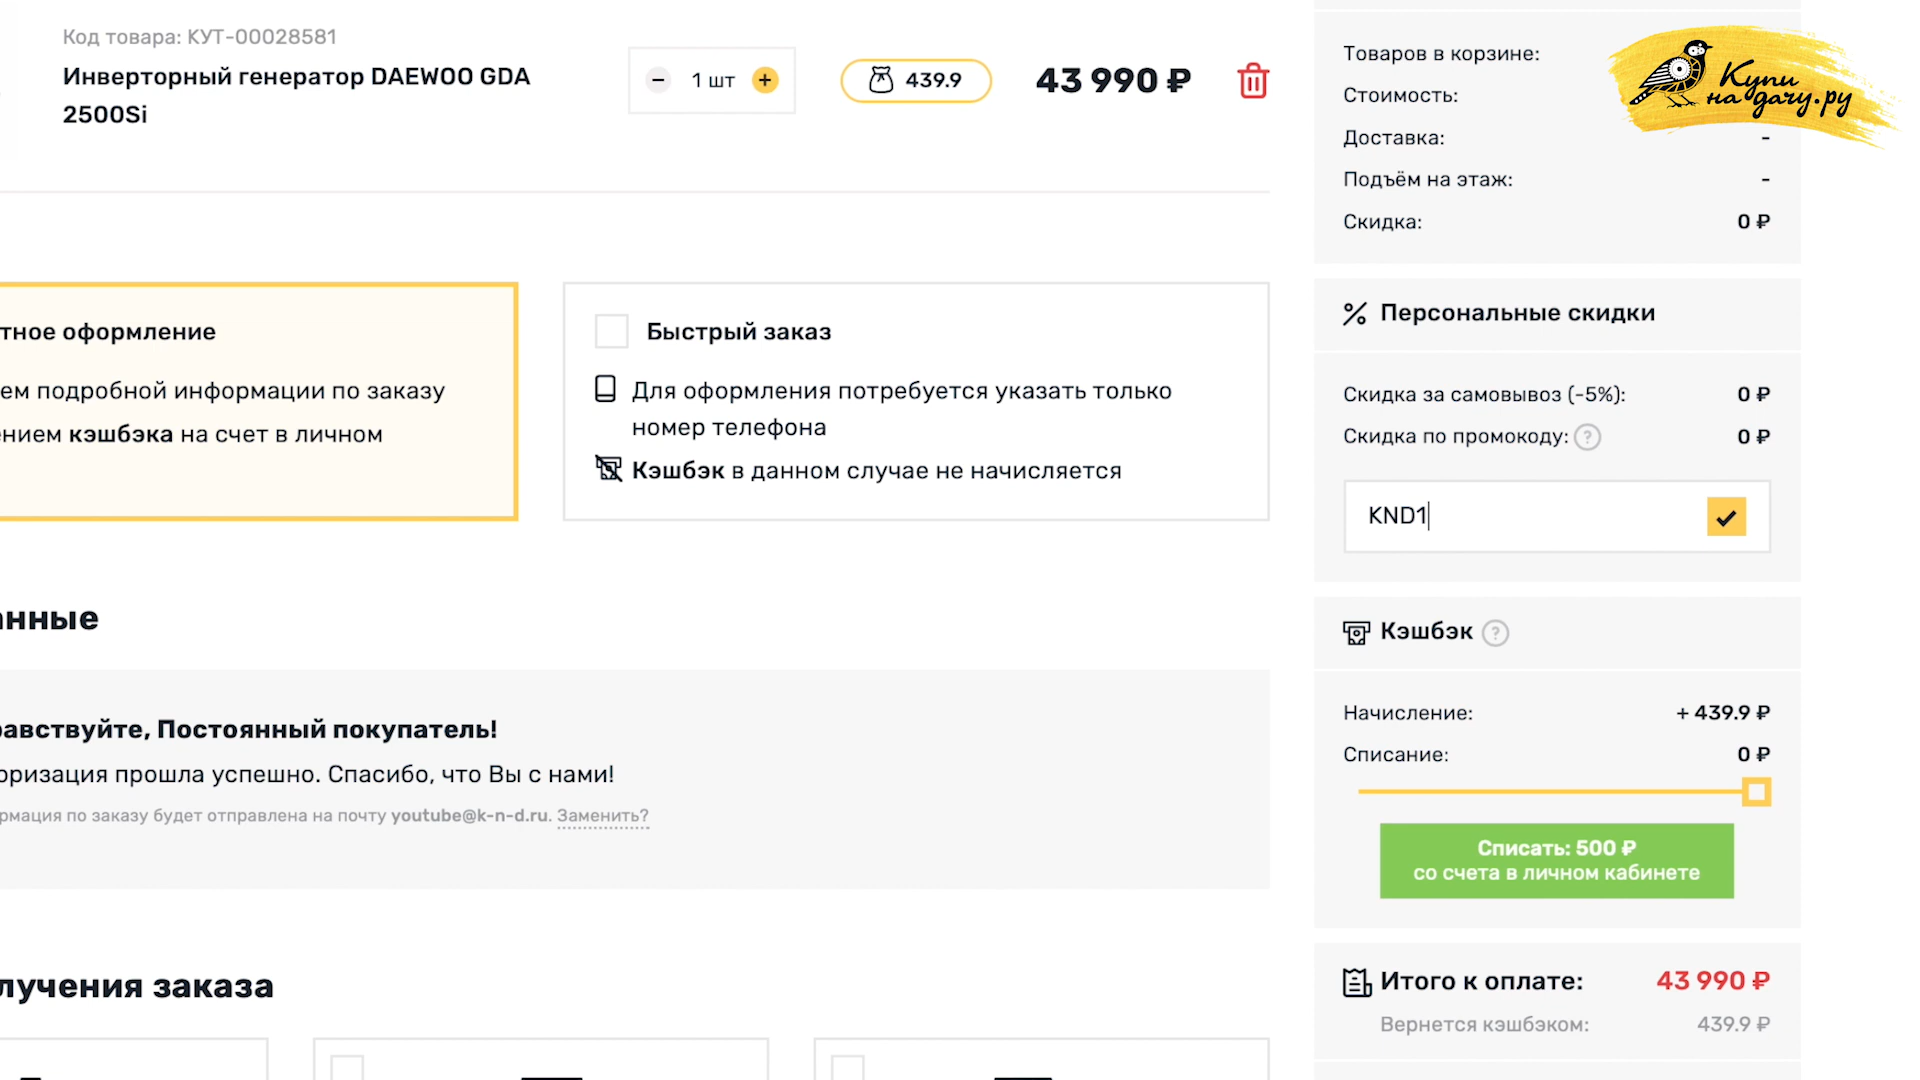 Код товара: КУТ-00028581
Инверторный генератор DAEWOO GDA
2500Si
1 шт
439.9
43 990 ₽
тное оформление
ем подробной информации по заказу
нием кэшбэка на счет в личном
Быстрый заказ
Для оформления потребуется указать только
номер телефона
Кэшбэк в данном случае не начисляется
нные
равствуйте, Постоянный покупатель!
оризация прошла успешно. Спасибо, что Вы с нами!
рмация по заказу будет отправлена на почту youtube@k-n-d.ru. Заменить?
лучения заказа
Товаров в корзине:
Стоимость:
Доставка: -
Подъём на этаж: -
Скидка: 0 ₽
Купи
на дачу.ру
Персональные скидки
Скидка за самовывоз (-5%): 0 ₽
Скидка по промокоду: ? 0 ₽
KND1
Кэшбэк ?
Начисление: + 439.9 ₽
Списание: 0 ₽
Списать: 500 ₽
со счета в личном кабинете
Итого к оплате: 43 990 ₽
Вернется кэшбэком: 439.9 ₽